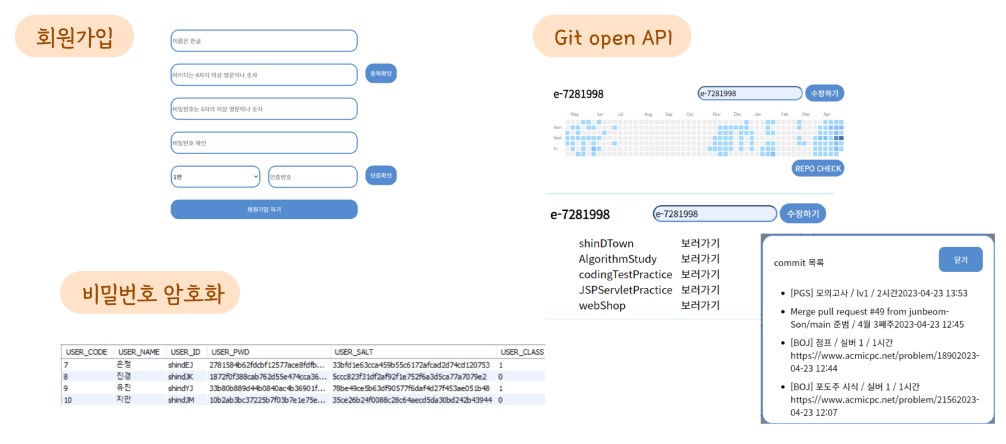 회원가입
이름은 한글
아이디는 4자리 이상 영문이나 숫자
중복확인
비밀번호는 6자리 이상 영문이나 숫자
비밀번호 확인
1반
인증번호
인증확인
회원가입 하기
비밀번호 암호화
USER_CODE USER_NAME USER_ID USER_PWD USER_SALT USER_CLASS
7 은정 shindEJ 2781584b62fdcbf12577ace8fdfb... 33bfd1e63cca459b55c6172afcad2d74cd120753 1
8 진경 shindJK 1872f0f388cab762d55e474cca36... 5ccc823f31df2af92f1e752f6a3d5ca77a7079e2 0
9 유진 shindYJ 33b80b889d44b0840ac4b36901f... 78be49ce5b63df90577f6daf4d27f453ae051b48 1
10 지만 shindJM 10b2ab3bc37225b7f03b7e1e75e... 35ce26b24f0088c28c64aecd5da30bd242b43944 0
Git open API
e-7281998 e-7281998 수정하기
May Jun Jul Aug Sep Oct Nov Dec Jan Feb Mar Apr
Mon
Wed
Fri
REPO CHECK
e-7281998 e-7281998 수정하기
shinDTown 보러가기
AlgorithmStudy 보러가기
codingTestPractice 보러가기
JSPServletPractice 보러가기
webShop 보러가기
commit 목록 닫기
[PGS] 모의고사 / lv1 / 2시간2023-04-23 13:53
Merge pull request #49 from junbeom-
Son/main 준범 / 4월 3째주2023-04-23 12:45
[BOJ] 점프 / 실버 1 / 1시간
https://www.acmicpc.net/problem/18902023-
04-23 12:44
[BOJ] 포도주 시식 / 실버 1 / 1시간
https://www.acmicpc.net/problem/21562023-
04-23 12:07